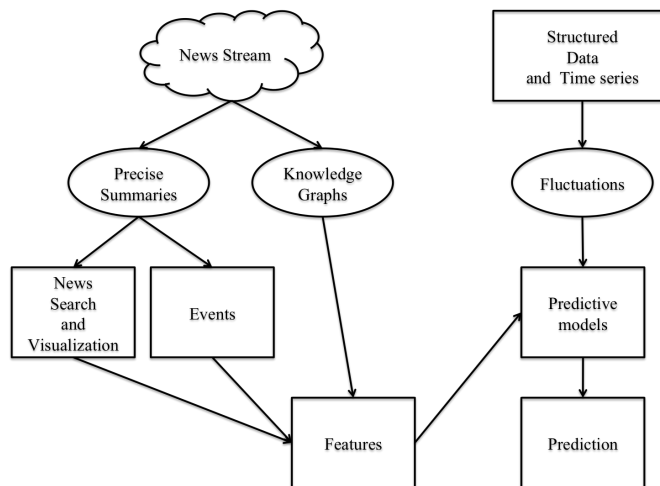 News Stream
Structured
Data
and Time series
Precise
Summaries
Knowledge
Graphs
Fluctuations
News
Search
and
Visualization
Events
Predictive
models
Features
Prediction